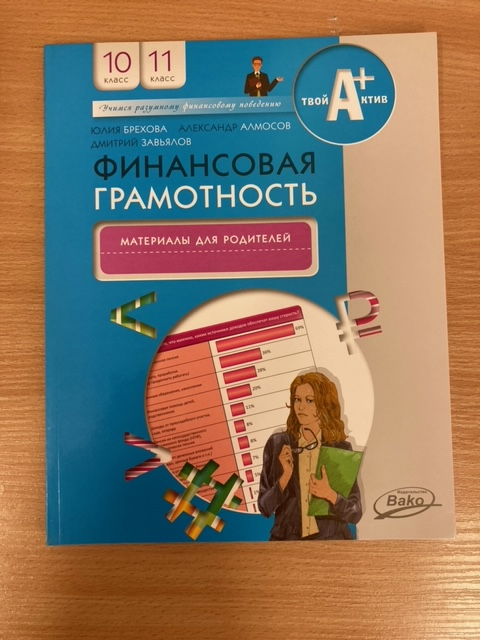 10 класс
11 класс
Учимся разумному финансовому поведению
ТВОЙ А+ КТИВ
ЮЛИЯ БРЕХОВА АЛЕКСАНДР АЛМОСОВ
ДМИТРИЙ ЗАВЬЯЛОВ
ФИНАНСОВАЯ
ГРАМОТНОСТЬ
МАТЕРИАЛЫ ДЛЯ РОДИТЕЛЕЙ
Издательство
Вако